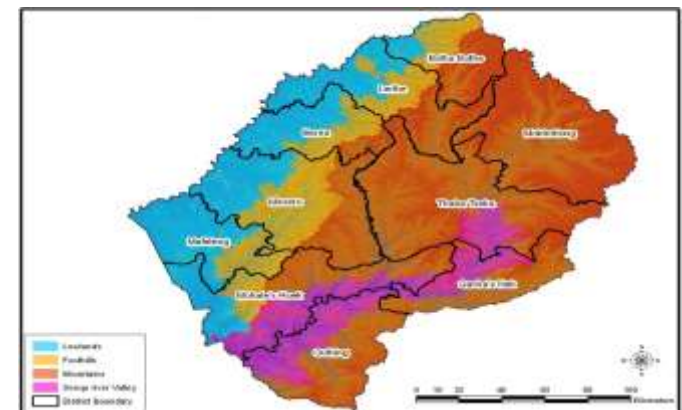 Butha Buthe
Leribe
Berea
Mokhotlong
Maseru
Thaba Tseka
Mafeteng
Mohale's Hoek
Qacha's Nek
Quthing
Lowlands
Foothills
Mountains
Senqu River Valley
District Boundary
Kilometers